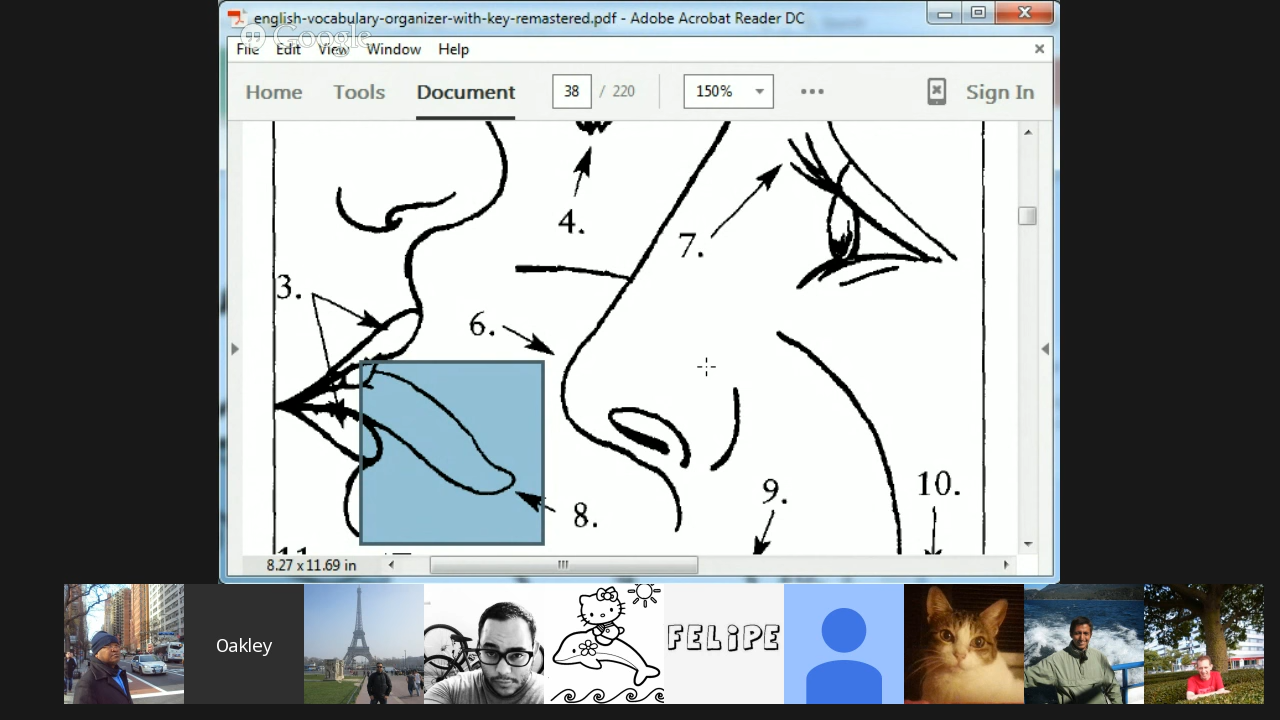 english-vocabulary-organizer-with-key-remastered.pdf - Adobe Acrobat Reader DC
Google
File Edit View Window Help
Home Tools Document 38 / 220 150% Sign In
4.
7.
3.
6.
10.
9.
8.
11
8.27 x 11.69 in
Oakley
FELIPE